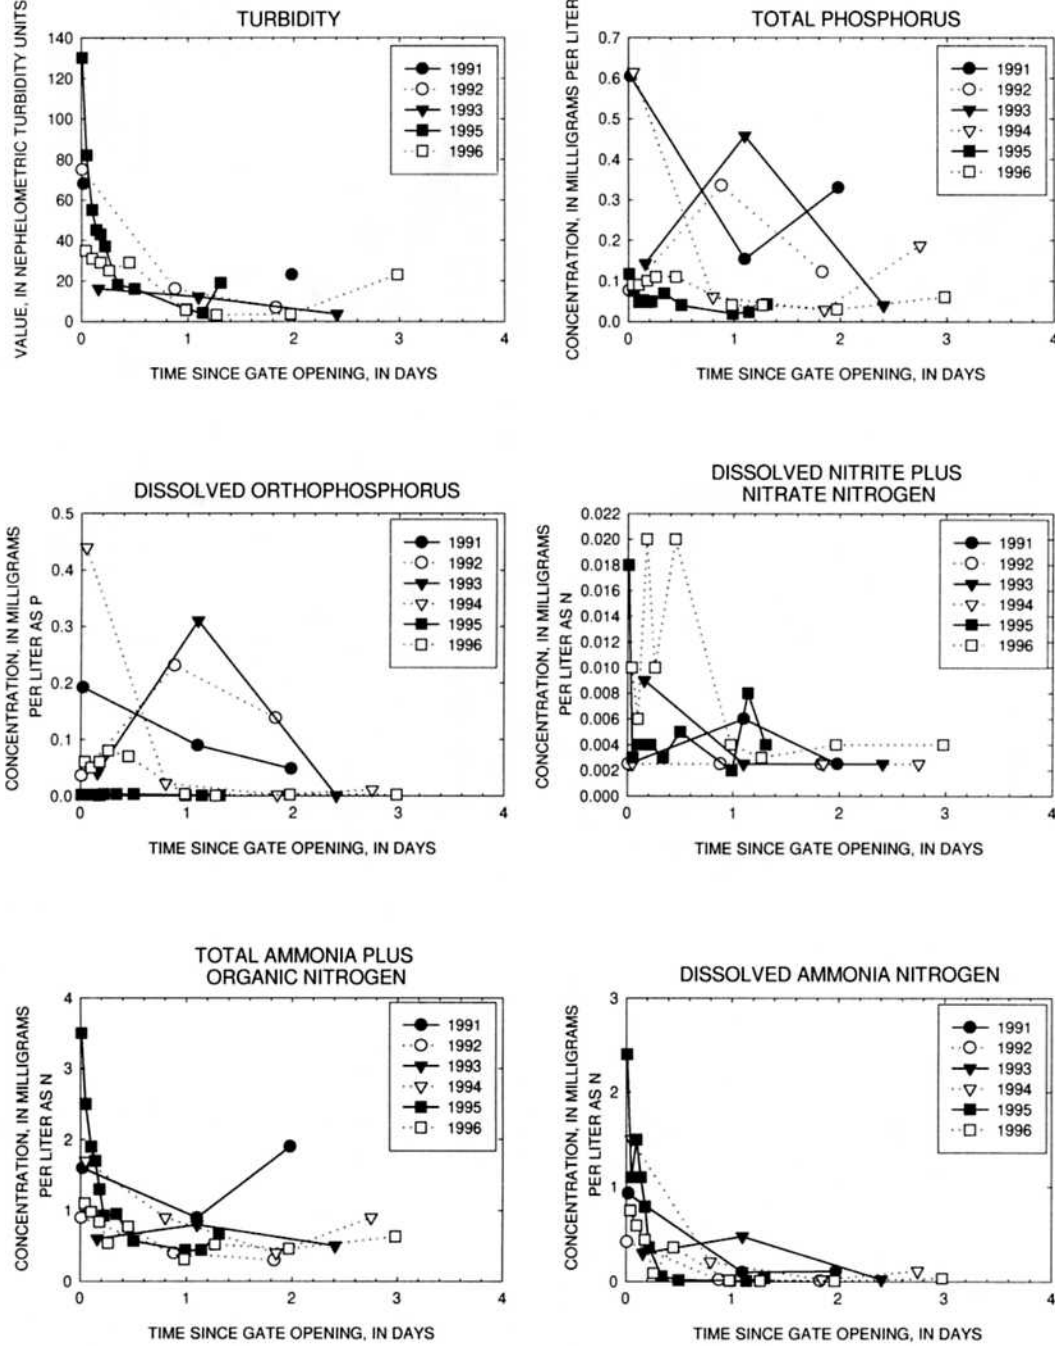 TURBIDITY
VALUE, IN NEPHELOMETRIC TURBIDITY UNITS
140
120
100
80
60
40
20
0
0 1 2 3 4
TIME SINCE GATE OPENING, IN DAYS
1991
1992
1993
1995
1996
TOTAL PHOSPHORUS
CONCENTRATION, IN MILLIGRAMS PER LITER
0.7
0.6
0.5
0.4
0.3
0.2
0.1
0.0
0 1 2 3 4
TIME SINCE GATE OPENING, IN DAYS
1991
1992
1993
1994
1995
1996
DISSOLVED ORTHOPHOSPHORUS
CONCENTRATION, IN MILLIGRAMS
PER LITER AS P
0.5
0.4
0.3
0.2
0.1
0.0
0 1 2 3 4
TIME SINCE GATE OPENING, IN DAYS
1991
1992
1993
1994
1995
1996
DISSOLVED NITRITE PLUS
NITRATE NITROGEN
CONCENTRATION, IN MILLIGRAMS
PER LITER AS N
0.022
0.020
0.018
0.016
0.014
0.012
0.010
0.008
0.006
0.004
0.002
0.000
0 1 2 3 4
TIME SINCE GATE OPENING, IN DAYS
1991
1992
1993
1994
1995
1996
TOTAL AMMONIA PLUS
ORGANIC NITROGEN
CONCENTRATION, IN MILLIGRAMS
PER LITER AS N
4
3
2
1
0
0 1 2 3 4
TIME SINCE GATE OPENING, IN DAYS
1991
1992
1993
1994
1995
1996
DISSOLVED AMMONIA NITROGEN
CONCENTRATION, IN MILLIGRAMS
PER LITER AS N
3
2
1
0
0 1 2 3 4
TIME SINCE GATE OPENING, IN DAYS
1991
1992
1993
1994
1995
1996